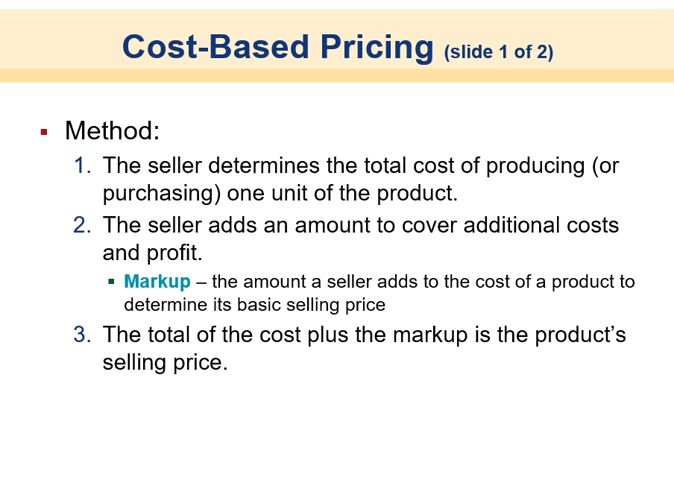 Cost-Based Pricing (slide 1 of 2)
▪ Method:
1. The seller determines the total cost of producing (or
purchasing) one unit of the product.
2. The seller adds an amount to cover additional costs
and profit.
▪ Markup – the amount a seller adds to the cost of a product to
determine its basic selling price
3. The total of the cost plus the markup is the product’s
selling price.